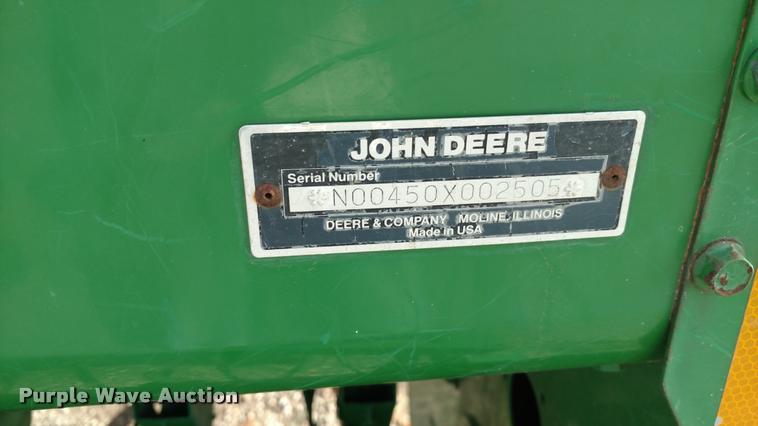 JOHN DEERE
Serial Number
*N00450X002505*
DEERE & COMPANY MOLINE, ILLINOIS
Made in USA
Purple Wave Auction